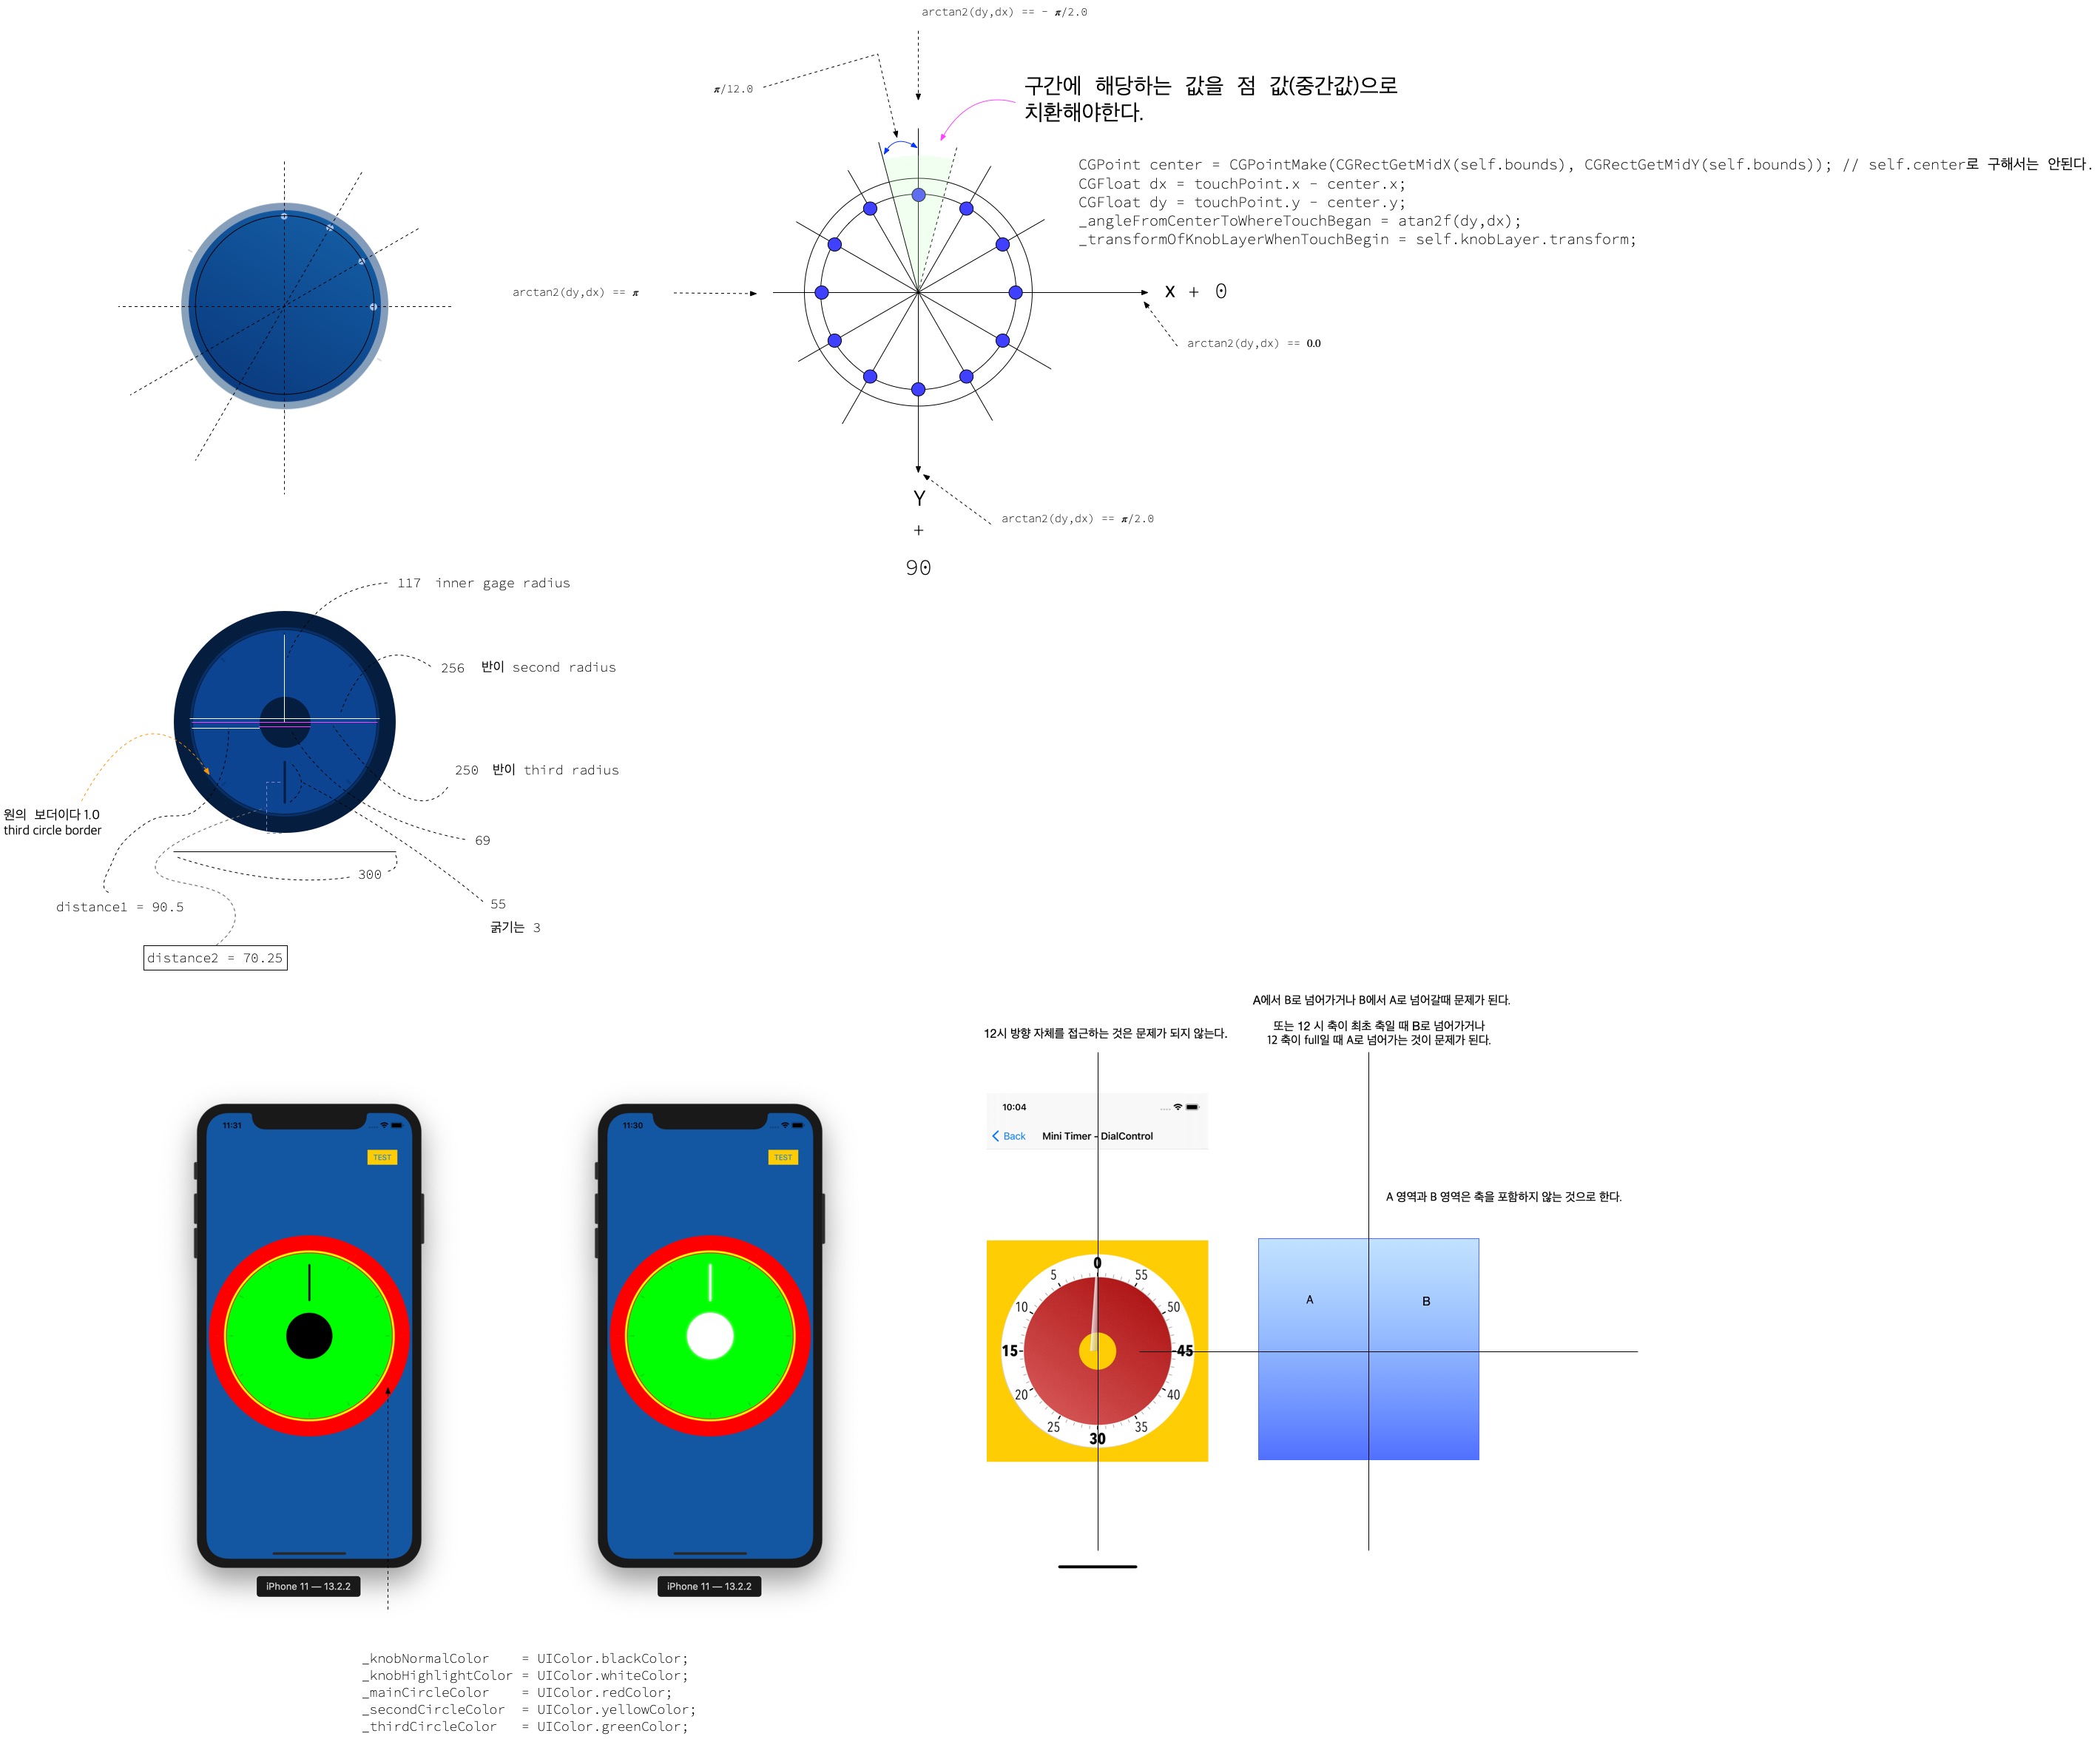 arctan2(dy,dx) == - π/2.0
π/12.0
구간에 해당하는 값을 점 값(중간값)으로
치환해야한다.
CGPoint center = CGPointMake(CGRectGetMidX(self.bounds), CGRectGetMidY(self.bounds)); // self.center로 구해서는 안된다.
CGFloat dx = touchPoint.x - center.x;
CGFloat dy = touchPoint.y - center.y;
_angleFromCenterToWhereTouchBegan = atan2f(dy,dx);
_transformOfKnobLayerWhenTouchBegin = self.knobLayer.transform;
arctan2(dy,dx) == π
X + 0
arctan2(dy,dx) == 0.0
Y
+
90
arctan2(dy,dx) == π/2.0
117 inner gage radius
256 반이 second radius
250 반이 third radius
원의 보더이다 1.0
third circle border
69
300
55
굵기는 3
distance1 = 90.5
distance2 = 70.25
A에서 B로 넘어가거나 B에서 A로 넘어갈때 문제가 된다.
또는 12 시 축이 최초 축일 때 B로 넘어가거나
12 축이 full일 때 A로 넘어가는 것이 문제가 된다.
12시 방향 자체를 접근하는 것은 문제가 되지 않는다.
11:31
TEST
iPhone 11 — 13.2.2
11:30
TEST
iPhone 11 — 13.2.2
10:04
Back
Mini Timer - DialControl
0
5
55
10
50
15
45
20
40
25
35
30
A 영역과 B 영역은 축을 포함하지 않는 것으로 한다.
A
B
_knobNormalColor = UIColor.blackColor;
_knobHighlightColor = UIColor.whiteColor;
_mainCircleColor = UIColor.redColor;
_secondCircleColor = UIColor.yellowColor;
_thirdCircleColor = UIColor.greenColor;